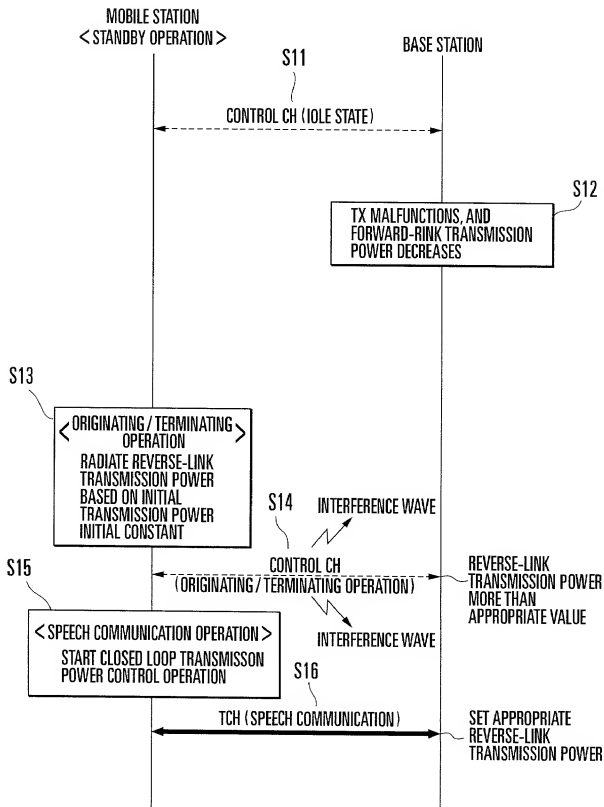 MOBILE STATION
< STANDBY OPERATION >
BASE STATION
S11
CONTROL CH (IOLE STATE)
S12
TX MALFUNCTIONS, AND
FORWARD-RINK TRANSMISSION
POWER DECREASES
S13
< ORIGINATING / TERMINATING >
OPERATION
RADIATE REVERSE-LINK
TRANSMISSION POWER
BASED ON INITIAL
TRANSMISSION POWER
INITIAL CONSTANT
S14
INTERFERENCE WAVE
CONTROL CH
(ORIGINATING / TERMINATING OPERATION)
INTERFERENCE WAVE
REVERSE-LINK
TRANSMISSION POWER
MORE THAN
APPROPRIATE VALUE
S15
< SPEECH COMMUNICATION OPERATION >
START CLOSED LOOP TRANSMISSON
POWER CONTROL OPERATION
S16
TCH (SPEECH COMMUNICATION)
SET APPROPRIATE
REVERSE-LINK
TRANSMISSION POWER